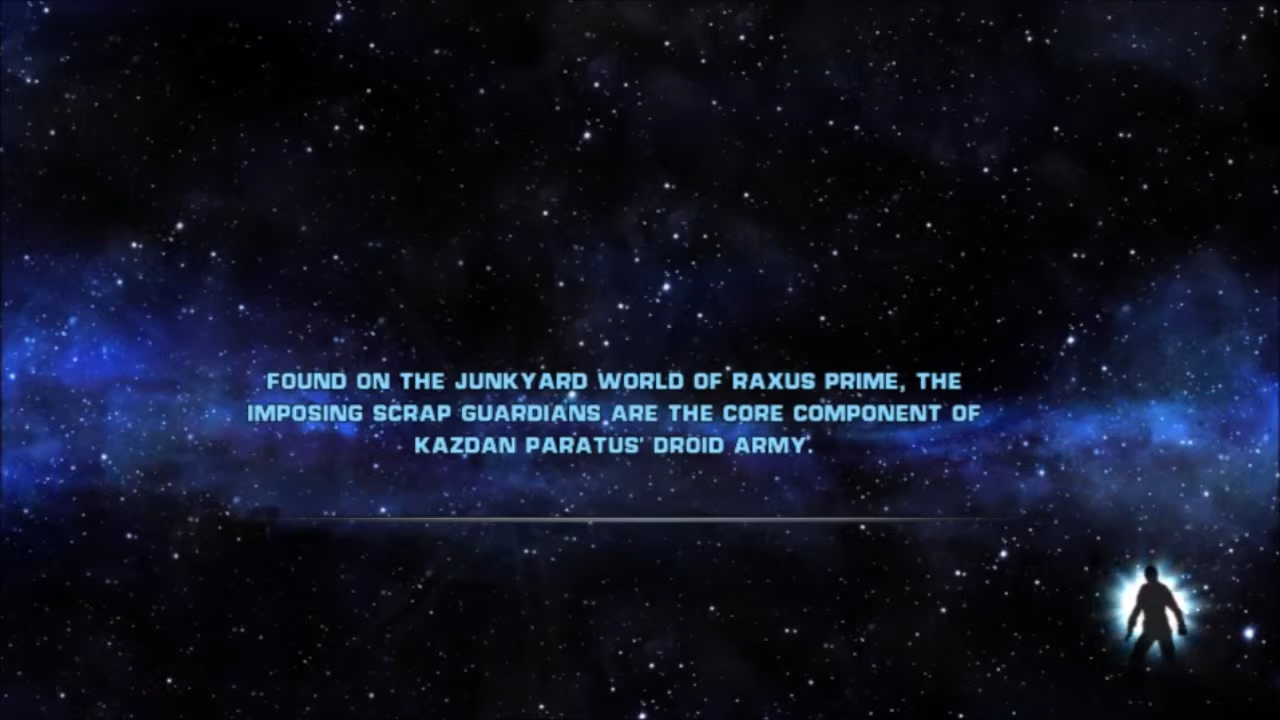 FOUND ON THE JUNKYARD WORLD OF RAXUS PRIME, THE
IMPOSING SCRAP GUARDIANS ARE THE CORE COMPONENT OF
KAZDAN PARATUS' DROID ARMY.